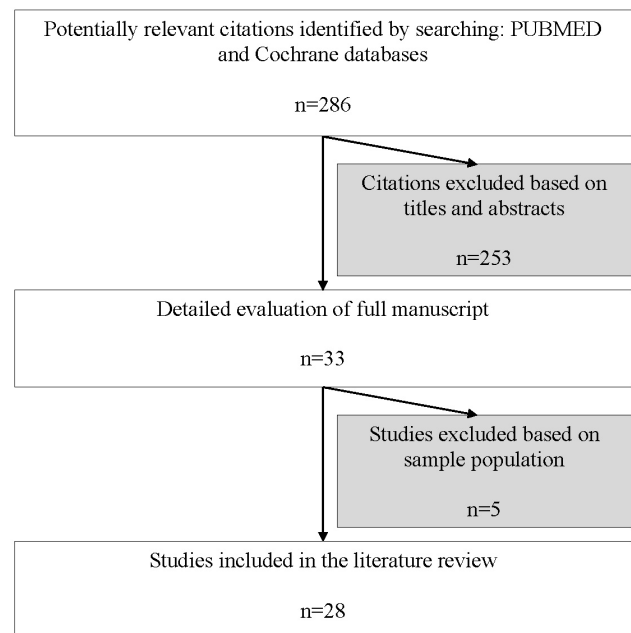 Potentially relevant citations identified by searching: PUBMED
and Cochrane databases
n=286
Citations excluded based on
titles and abstracts
n=253
Detailed evaluation of full manuscript
n=33
Studies excluded based on
sample population
n=5
Studies included in the literature review
n=28